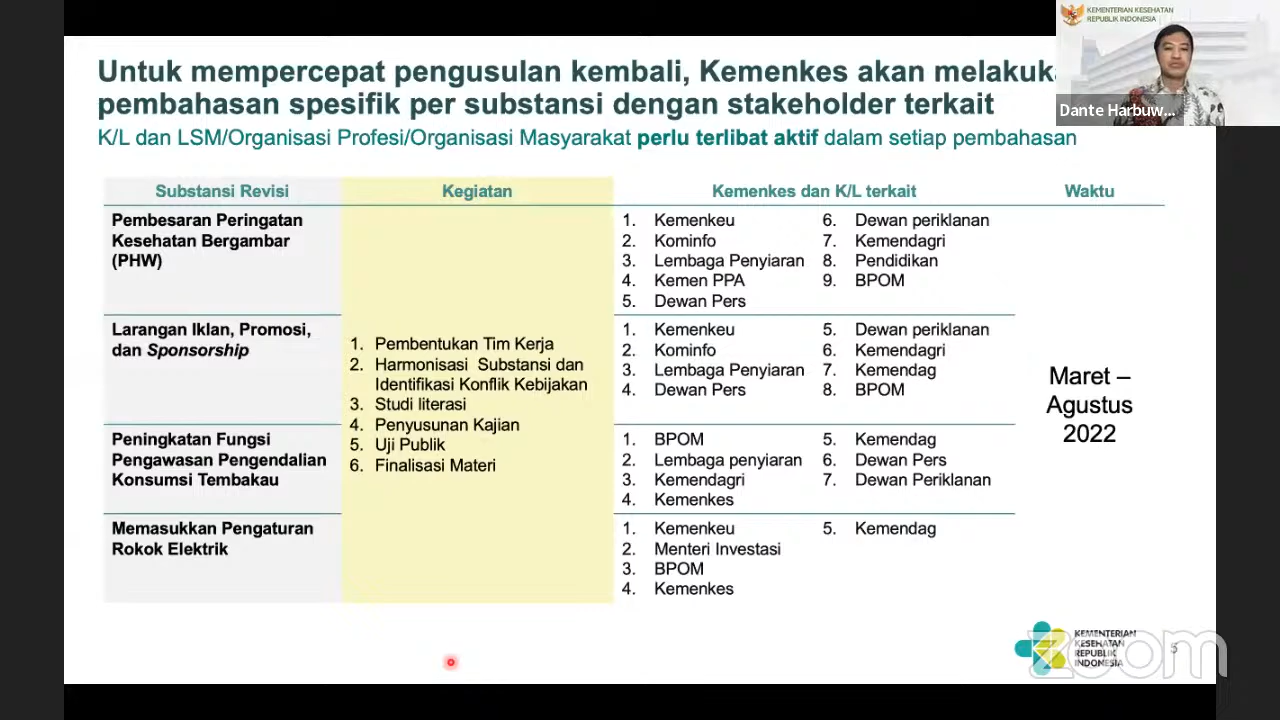 KEMENTERIAN KESEHATAN
REPUBLIK INDONESIA
Dante Harbuw...
Untuk mempercepat pengusulan kembali, Kemenkes akan
pembahasan spesifik per substansi dengan stakeholder terkait
K/L dan LSM/Organisasi Profesi/Organisasi Masyarakat perlu terlibat aktif dalam setiap pembahasan
Substansi Revisi
Kegiatan
Kemenkes dan K/L terkait
Waktu
Pembesaran Peringatan
Kesehatan Bergambar
(PHW)
1. Kemenkeu
2. Kominfo
3. Lembaga Penyiaran
4. Kemen PPA
5. Dewan Pers
6. Dewan periklanan
7. Kemendagri
8. Pendidikan
9. BPOM
Larangan Iklan, Promosi,
dan Sponsorship
1. Pembentukan Tim Kerja
2. Harmonisasi Substansi dan
Identifikasi Konflik Kebijakan
3. Studi literasi
4. Penyusunan Kajian
5. Uji Publik
6. Finalisasi Materi
1. Kemenkeu
2. Kominfo
3. Lembaga Penyiaran
4. Dewan Pers
5. Dewan periklanan
6. Kemendagri
7. Kemendag
8. BPOM
Maret –
Agustus
2022
Peningkatan Fungsi
Pengawasan Pengendalian
Konsumsi Tembakau
1. BPOM
2. Lembaga penyiaran
3. Kemendagri
4. Kemenkes
5. Kemendag
6. Dewan Pers
7. Dewan Periklanan
Memasukkan Pengaturan
Rokok Elektrik
1. Kemenkeu
2. Menteri Investasi
3. BPOM
4. Kemenkes
5. Kemendag
KEMENTERIAN
KESEHATAN
REPUBLIK
INDONESIA
zoom